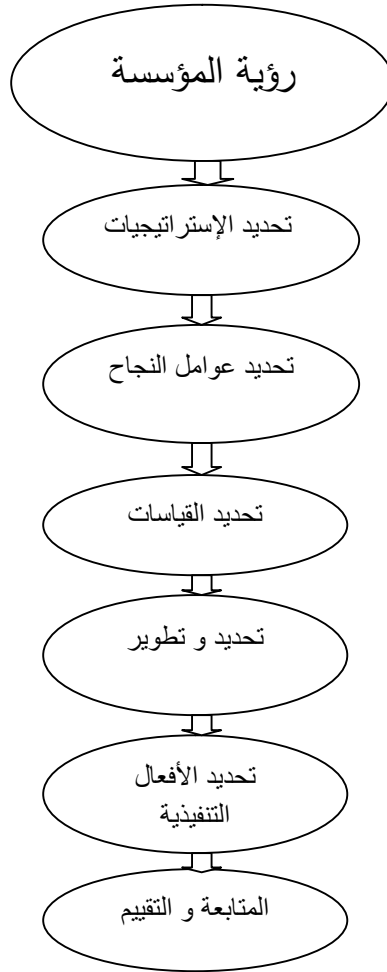 رؤية المؤسسة
تحديد الإستراتيجيات
تحديد عوامل النجاح
تحديد القياسات
تحديد و تطوير
تحديد الأفعال
التنفيذية
المتابعة و التقييم